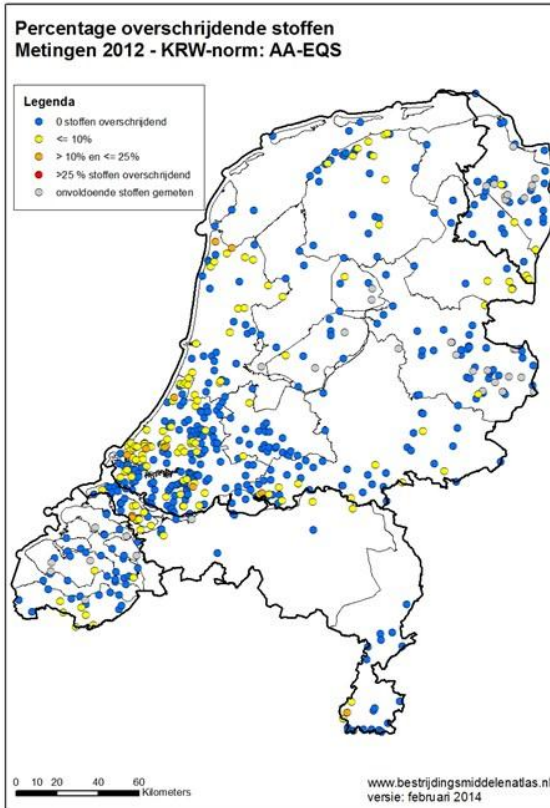 Percentage overschrijdende stoffen
Metingen 2012 - KRW-norm: AA-EQS
Legenda
0 stoffen overschrijdend
<= 10%
> 10% en <= 25%
>25 % stoffen overschrijdend
onvoldoende stoffen gemeten
0 10 20 40 60
Kilometers
www.bestrijdingsmiddelenatlas.nl
versie: februari 2014